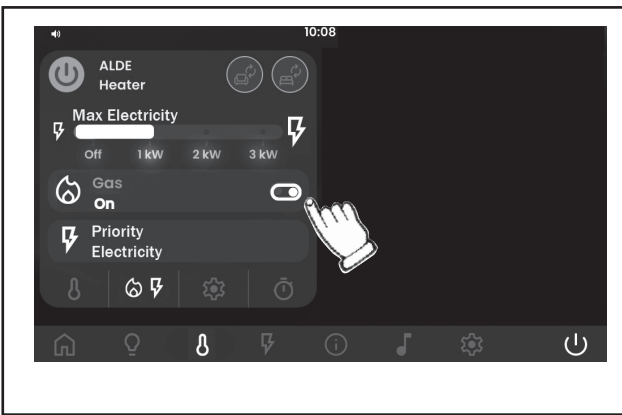 10:08
ALDE
Heater
Max Electricity
Off 1 kW 2 kW 3 kW
Gas
On
Priority
Electricity